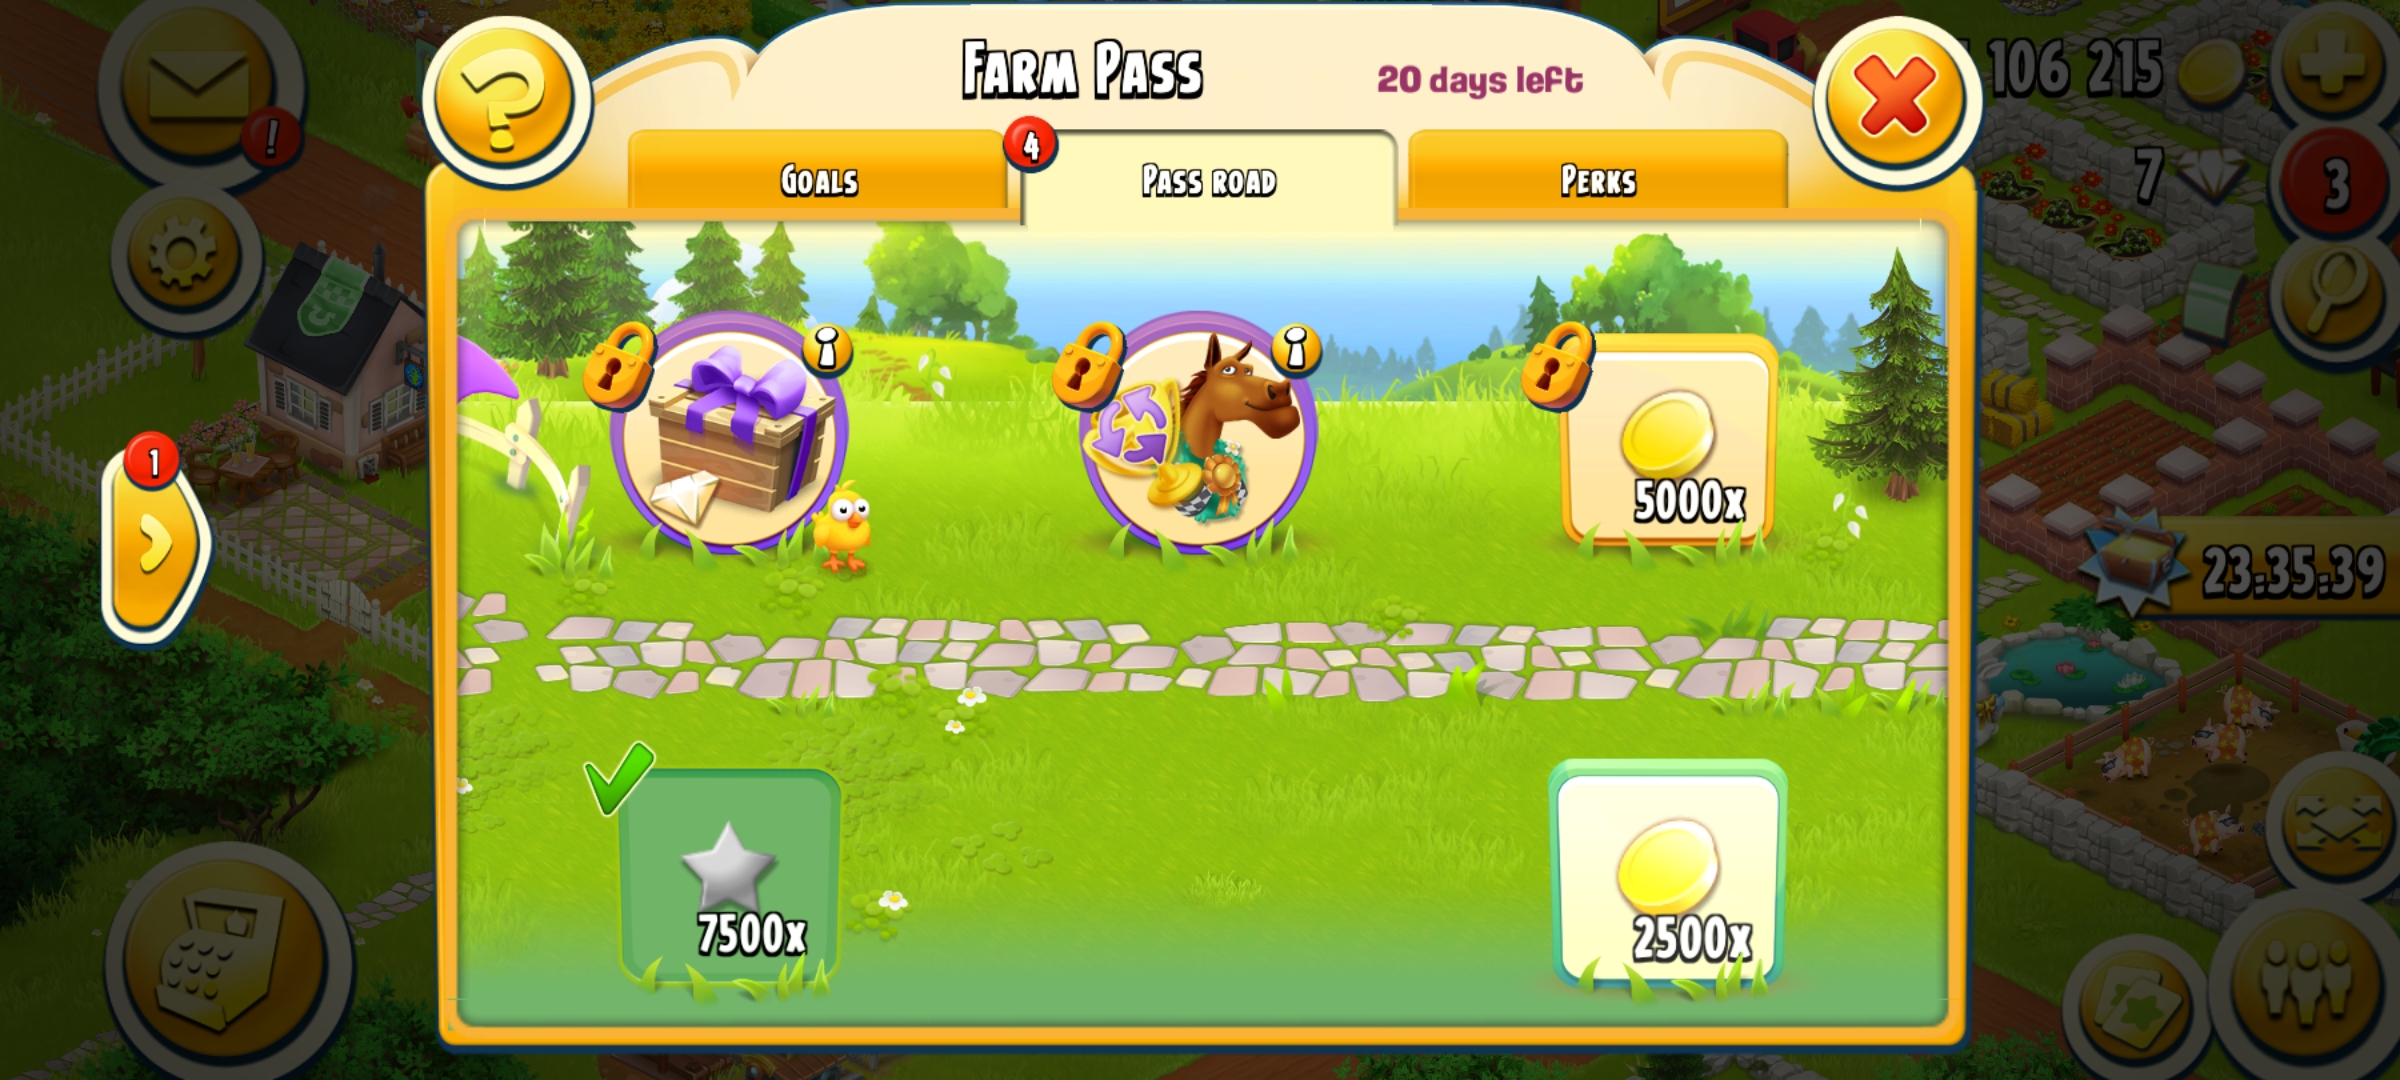 FARM PASS
20 days left
106 215
4
GOALS
PASS ROAD
PERKS
7
3
!
1
5000x
23:35:39
7500x
2500x